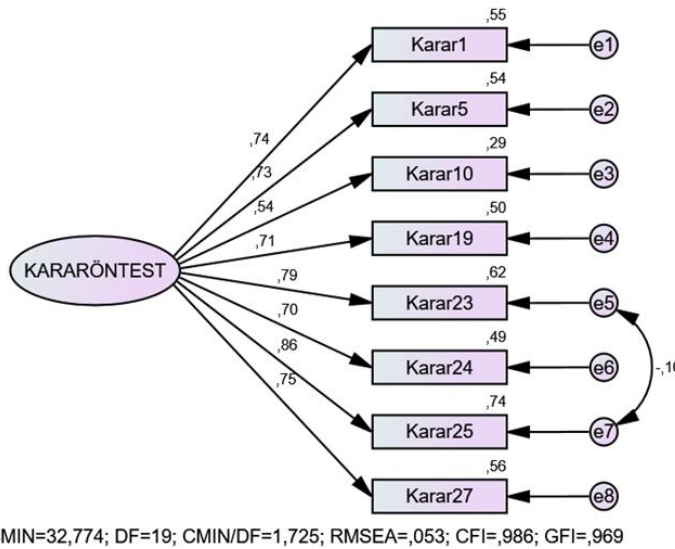 ,55
Karar1
e1
,54
Karar5
e2
,74
,29
Karar10
e3
,73
,54
,50
Karar19
e4
,71
KARARÖNTEST
,79
,62
Karar23
e5
,70
,49
Karar24
e6
,86
-,10
,75
,74
Karar25
e7
,56
Karar27
e8
MIN=32,774; DF=19; CMIN/DF=1,725; RMSEA=,053; CFI=,986; GFI=,969